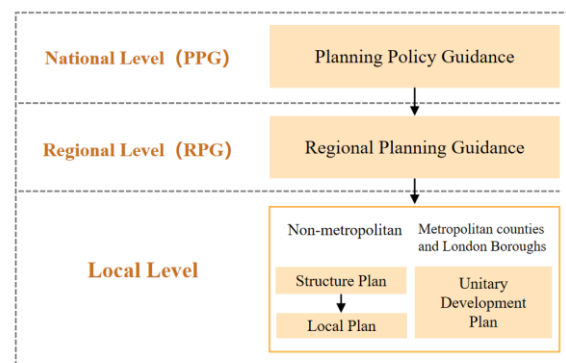 National Level (PPG)
Planning Policy Guidance
Regional Level (RPG)
Regional Planning Guidance
Local Level
Non-metropolitan
Structure Plan
Local Plan
Metropolitan counties
and London Boroughs
Unitary
Development
Plan